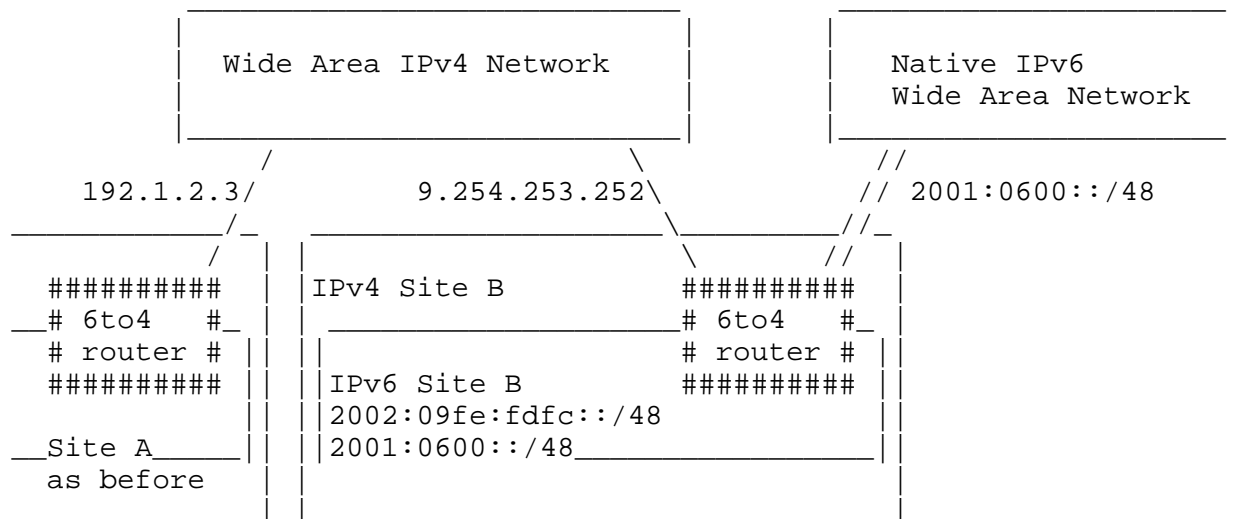 Wide Area IPv4 Network Native IPv6
Wide Area Network
192.1.2.3 9.254.253.252 2001:0600::/48
########## IPv4 Site B ##########
# 6to4 # # 6to4 #
# router # # router #
########## IPv6 Site B ##########
2002:09fe:fdfc::/48
Site A 2001:0600::/48
as before